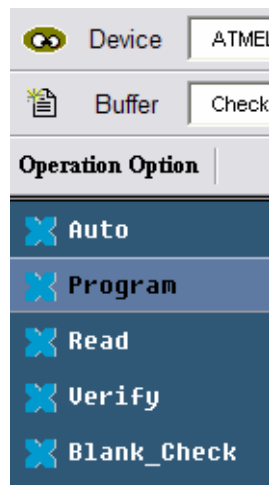 Device ATMEL
Buffer Check
Operation Option
Auto
Program
Read
Verify
Blank_Check